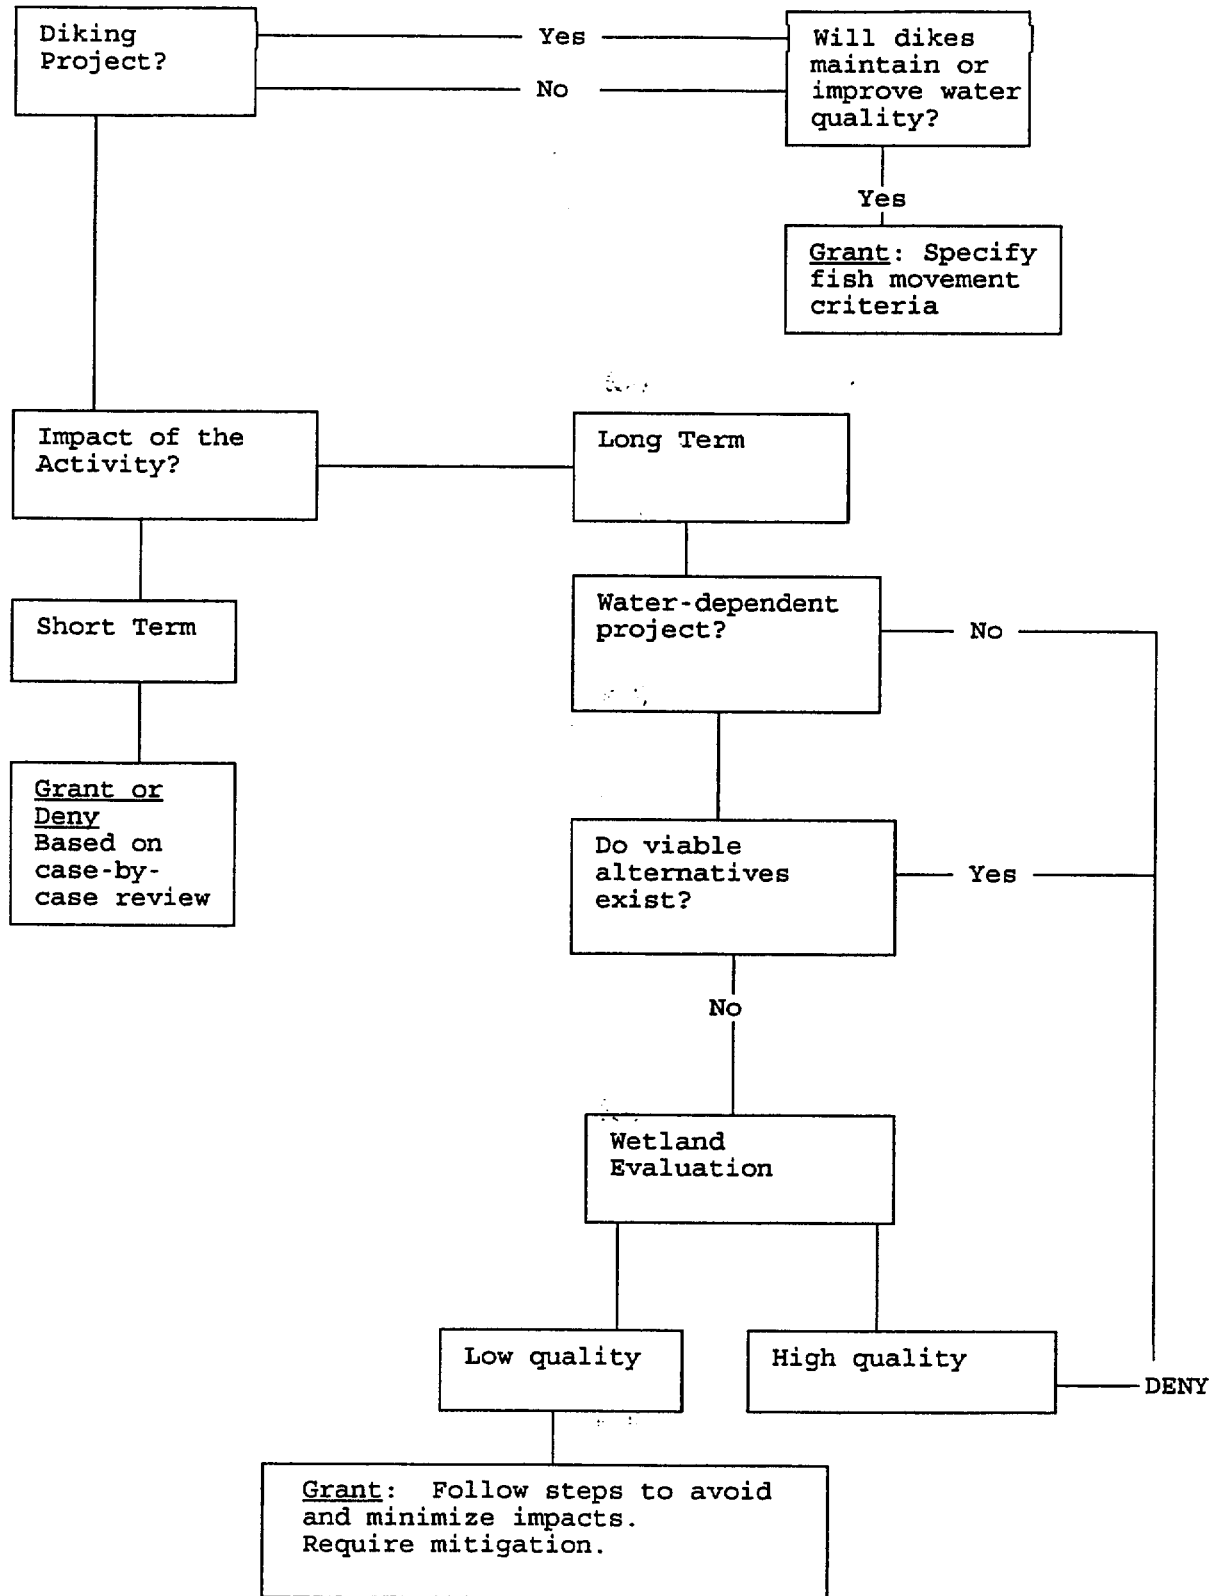 Diking
Project?
Yes
No
Will dikes
maintain or
improve water
quality?
Yes
Grant: Specify
fish movement
criteria
Impact of the
Activity?
Long Term
Short Term
Water-dependent
project?
No
Grant or
Deny
Based on
case-by-
case review
Do viable
alternatives
exist?
Yes
No
Wetland
Evaluation
Low quality
High quality
DENY
Grant: Follow steps to avoid
and minimize impacts.
Require mitigation.